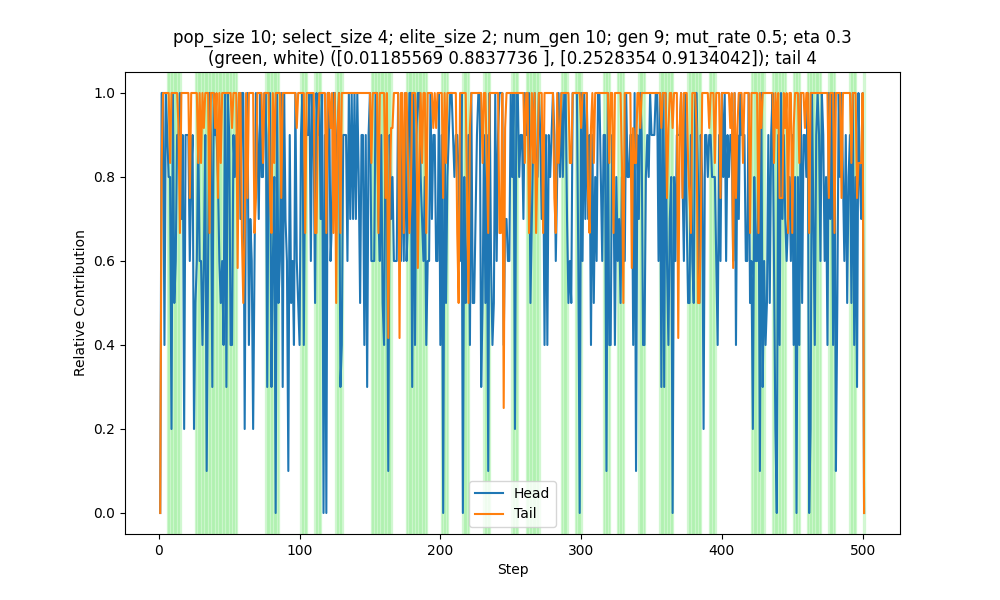 pop_size 10; select_size 4; elite_size 2; num_gen 10; gen 9; mut_rate 0.5; eta 0.3
(green, white) ([0.01185569 0.8837736 ], [0.2528354 0.9134042]); tail 4
1.0
0.8
0.6
0.4
0.2
0.0
Relative Contribution
Head
Tail
0 100 200 300 400 500
Step